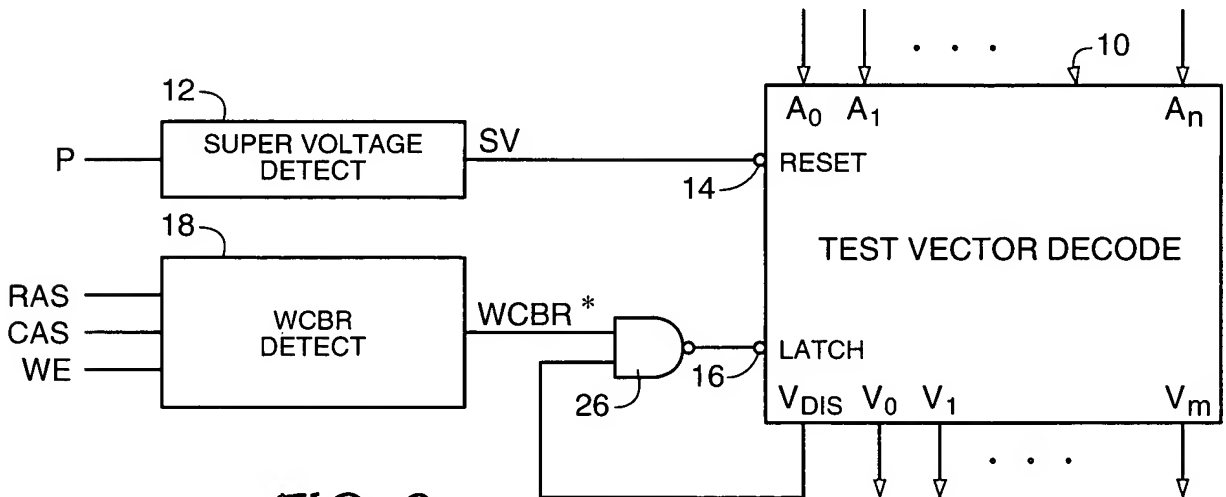 . . .
10
A0 A1 An
12
P
SUPER VOLTAGE
DETECT
SV
14
RESET
18
TEST VECTOR DECODE
RAS
CAS
WE
WCBR
DETECT
WCBR *
26
16
LATCH
VDIS V0 V1 Vm
. . .